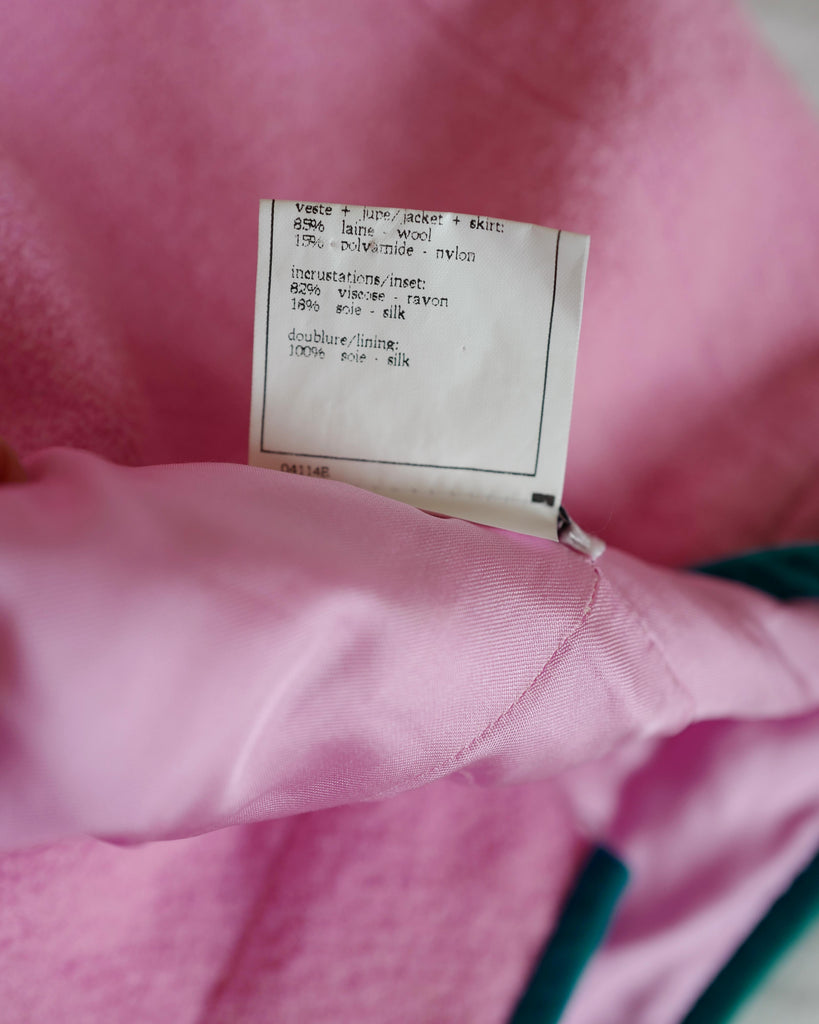 veste + jupe/jacket + skirt:
85% laine - wool
15% polyamide - nylon
incrustations/inset:
82% viscose - rayon
18% soie - silk
doublure/lining:
100% soie - silk
04114B